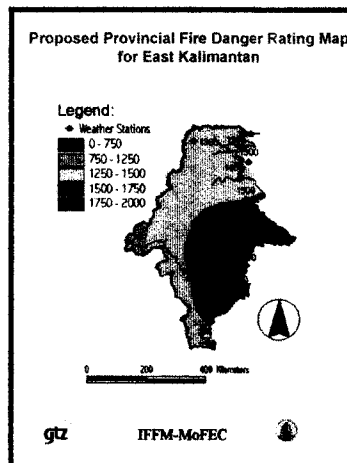 Proposed Provincial Fire Danger Rating Map
for East Kalimantan
Legend:
Weather Stations
0 - 750
750 - 1250
1250 - 1500
1500 - 1750
1750 - 2000
0 200 400 Kilometers
gtz IFFM-MoFEC